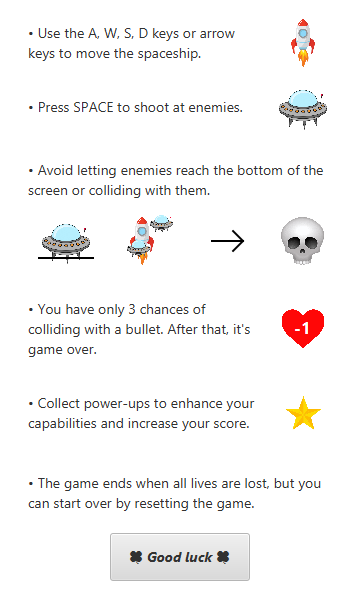 • Use the A, W, S, D keys or arrow
keys to move the spaceship.
• Press SPACE to shoot at enemies.
• Avoid letting enemies reach the bottom of the
screen or colliding with them.
• You have only 3 chances of
colliding with a bullet. After that, it's
game over.
-1
• Collect power-ups to enhance your
capabilities and increase your score.
• The game ends when all lives are lost, but you
can start over by resetting the game.
🍀 Good luck 🍀